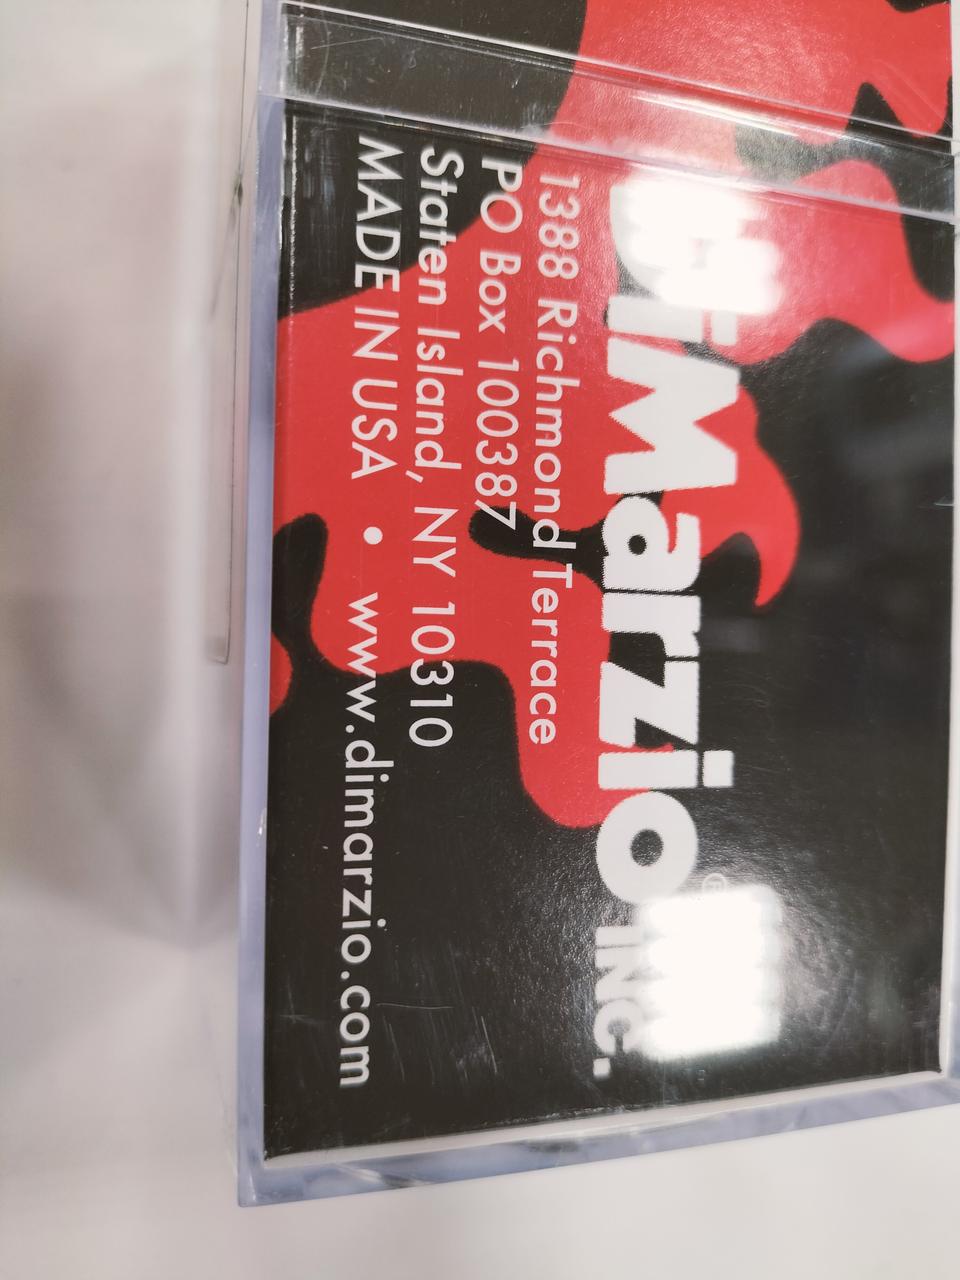 DiMarzio® INC.
1388 Richmond Terrace
PO Box 100387
Staten Island, NY 10310
MADE IN USA • www.dimarzio.com